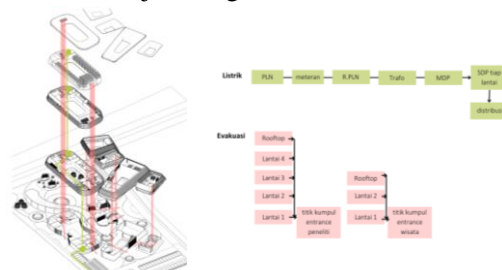 Listrik
PLN
meteran
R.PLN
Trafo
MDP
SDP tiap
lantai
distribusi
Evakuasi
Rooftop
Lantai 4
Lantai 3
Lantai 2
Lantai 1
titik kumpul
entrance
peneliti
Rooftop
Lantai 2
Lantai 1
titik kumpul
entrance
wisata